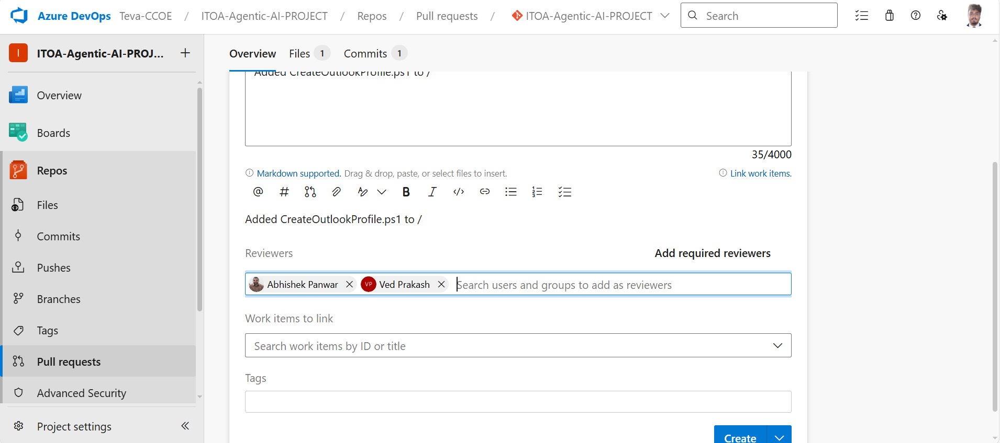 Azure DevOps Teva-CCOE / ITOA-Agentic-AI-PROJECT / Repos / Pull requests / ITOA-Agentic-AI-PROJECT Search
I ITOA-Agentic-AI-PROJ... +
Overview Files 1 Commits 1
Added CreateOutlookProfile.ps1 to /
Overview
Boards
Repos
Files
Commits
Pushes
Branches
Tags
Pull requests
Advanced Security
Project settings
35/4000
Markdown supported. Drag & drop, paste, or select files to insert. Link work items.
Added CreateOutlookProfile.ps1 to /
Reviewers Add required reviewers
Abhishek Panwar VP Ved Prakash Search users and groups to add as reviewers
Work items to link
Search work items by ID or title
Tags
Create